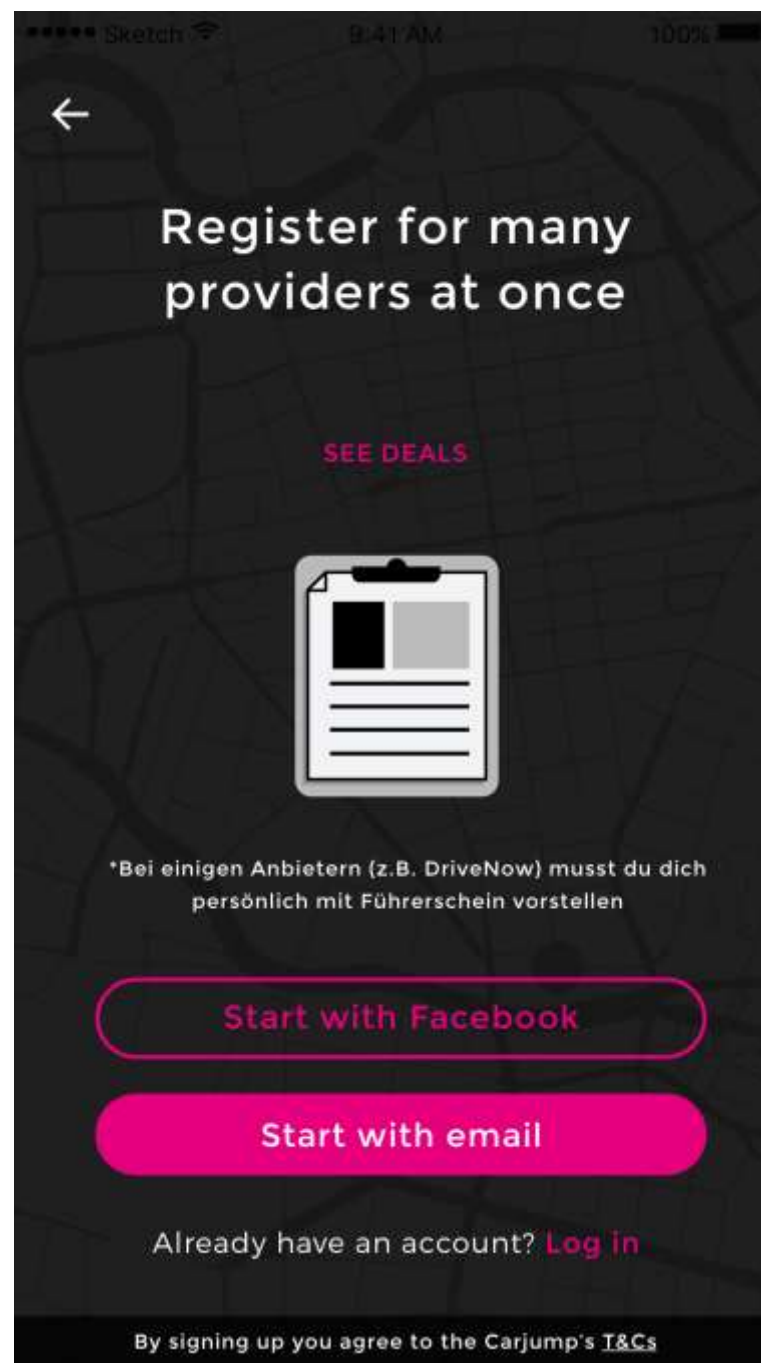 Sketch 9:41 AM 100%
Register for many
providers at once
SEE DEALS
*Bei einigen Anbietern (z.B. DriveNow) musst du dich
persönlich mit Führerschein vorstellen
Start with Facebook
Start with email
Already have an account? Log in
By signing up you agree to the Carjump's T&Cs